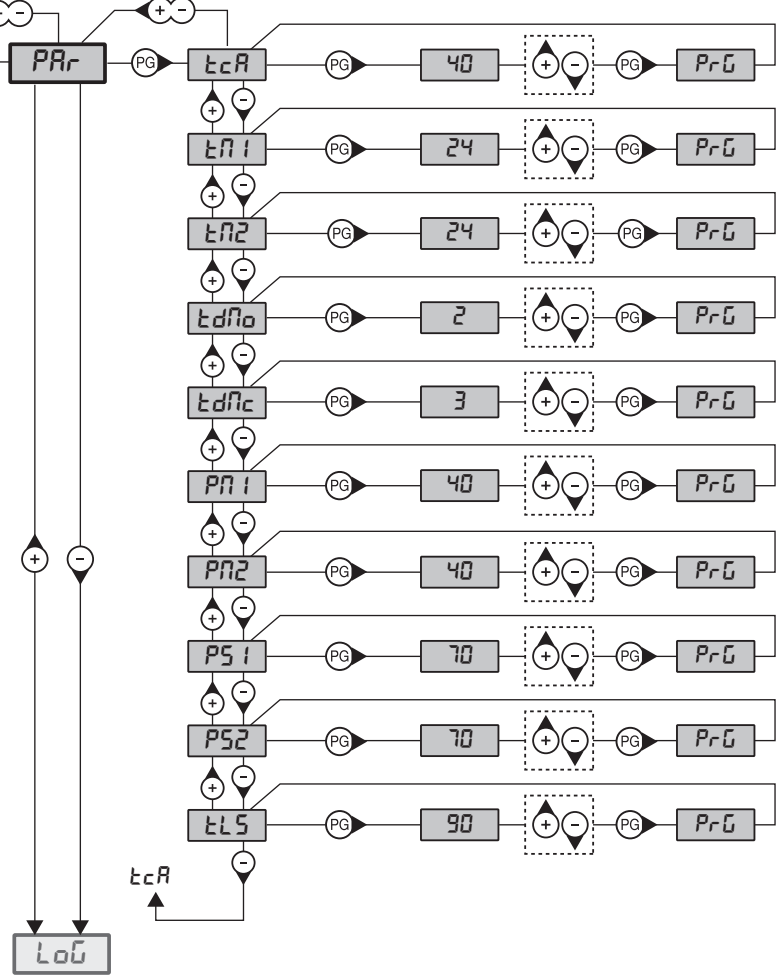 + −
+ −
PAr PG tcA PG 40 + − PG PrG
+ −
tM1 PG 24 + − PG PrG
+ −
tM2 PG 24 + − PG PrG
+ −
tdMo PG 2 + − PG PrG
+ −
tdMc PG 3 + − PG PrG
+ −
PM1 PG 40 + − PG PrG
+ −
+ −
PM2 PG 40 + − PG PrG
+ −
PS1 PG 70 + − PG PrG
+ −
PS2 PG 70 + − PG PrG
+ −
tLS PG 90 + − PG PrG
−
tcA
LoG